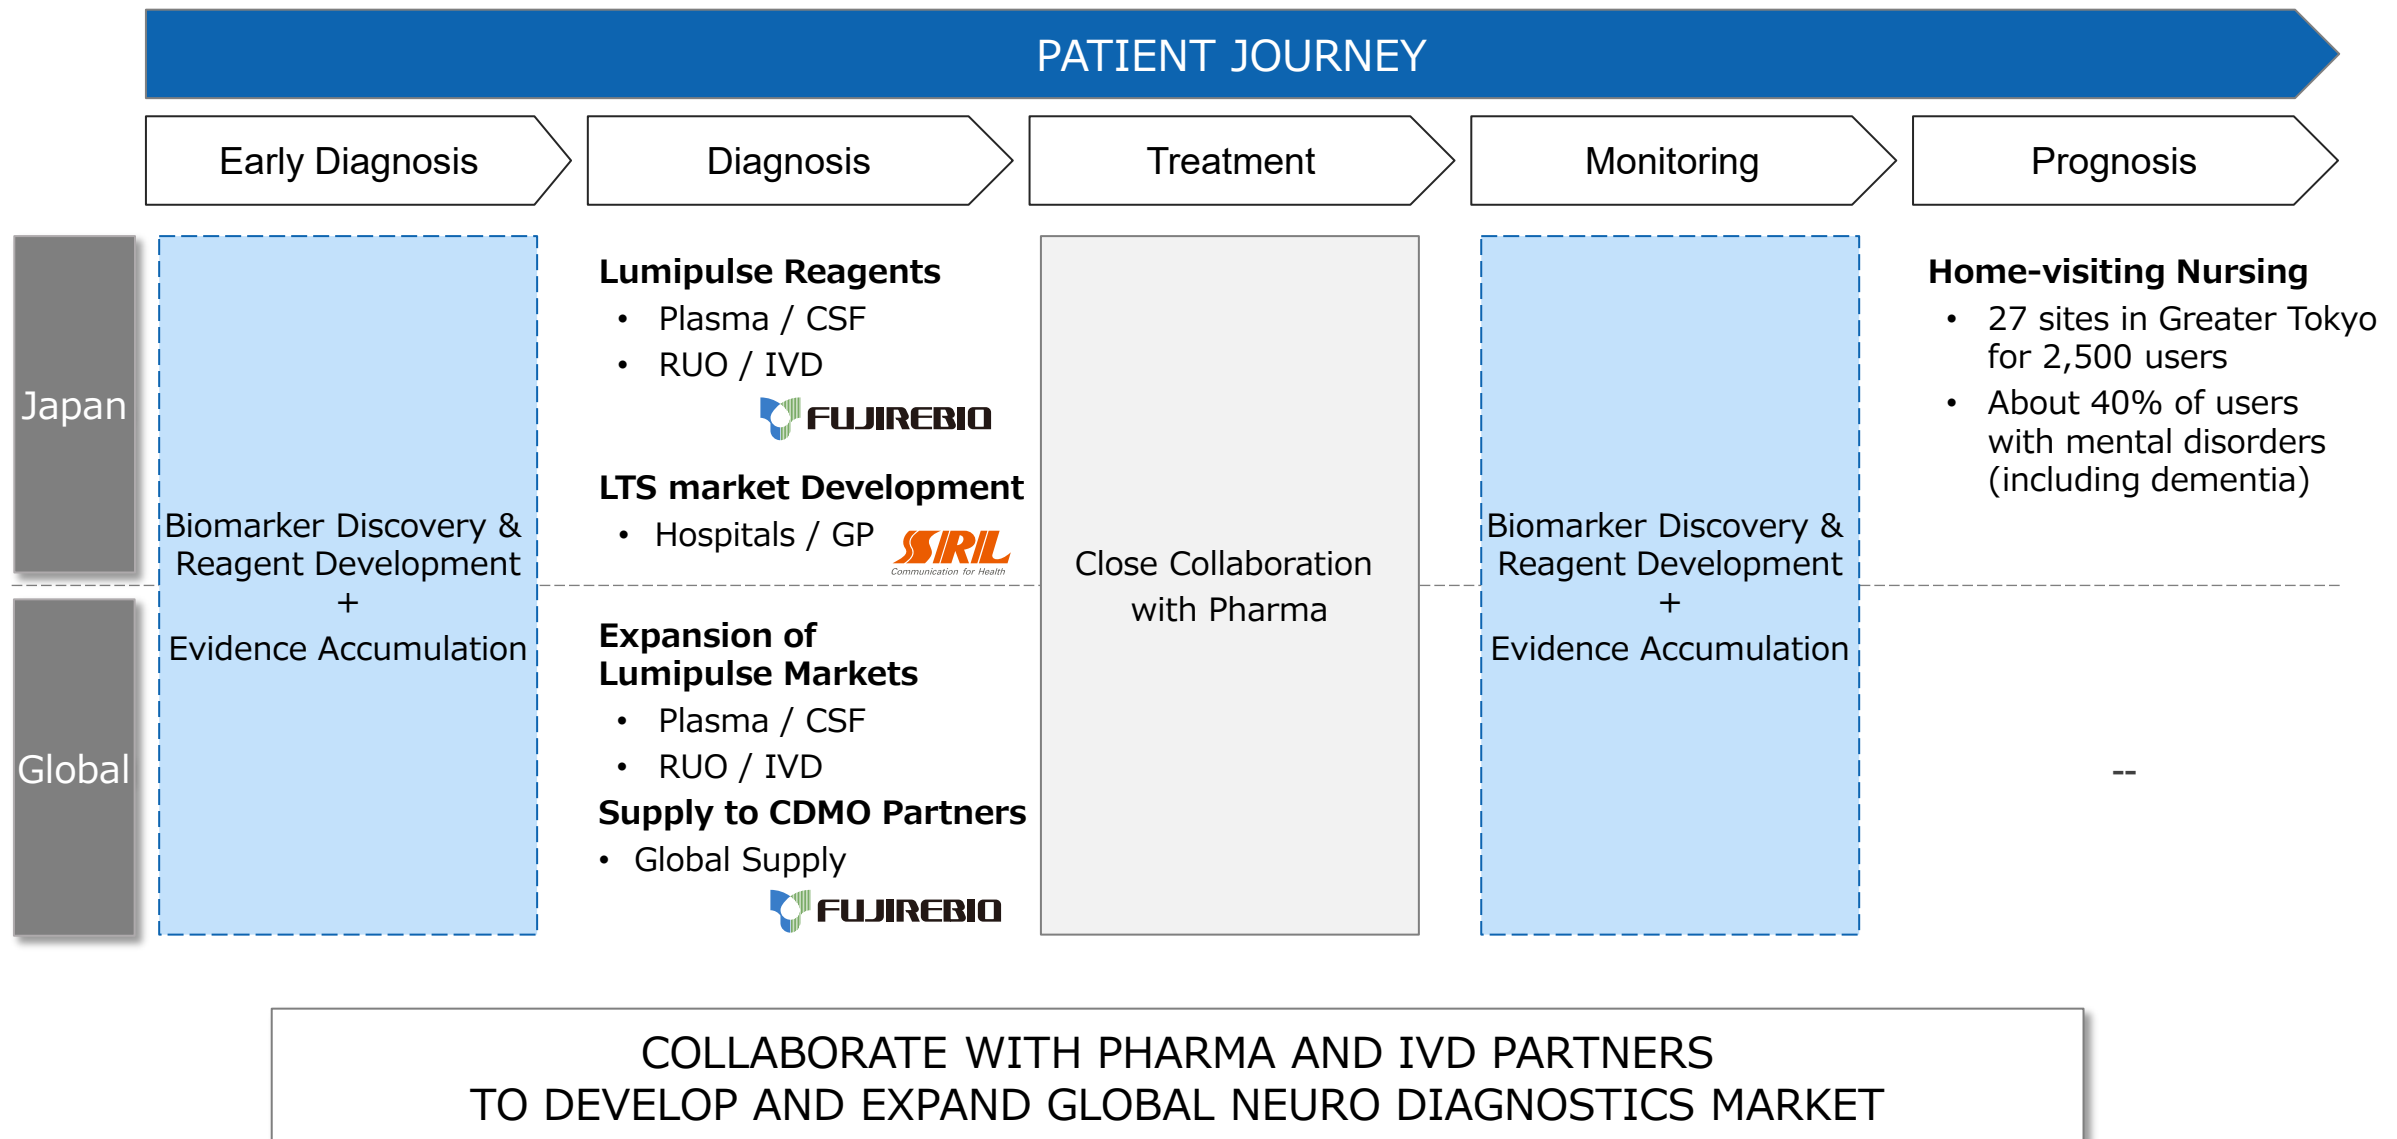 PATIENT JOURNEY
Early Diagnosis
Diagnosis
Treatment
Monitoring
Prognosis
Japan
Global
Biomarker Discovery &
Reagent Development
+
Evidence Accumulation
Lumipulse Reagents
• Plasma / CSF
• RUO / IVD
FUJIREBIO
LTS market Development
• Hospitals / GP
SRL
Communication for Health
Expansion of
Lumipulse Markets
• Plasma / CSF
• RUO / IVD
Supply to CDMO Partners
• Global Supply
FUJIREBIO
Close Collaboration
with Pharma
Biomarker Discovery &
Reagent Development
+
Evidence Accumulation
Home-visiting Nursing
• 27 sites in Greater Tokyo
for 2,500 users
• About 40% of users
with mental disorders
(including dementia)
--
COLLABORATE WITH PHARMA AND IVD PARTNERS
TO DEVELOP AND EXPAND GLOBAL NEURO DIAGNOSTICS MARKET